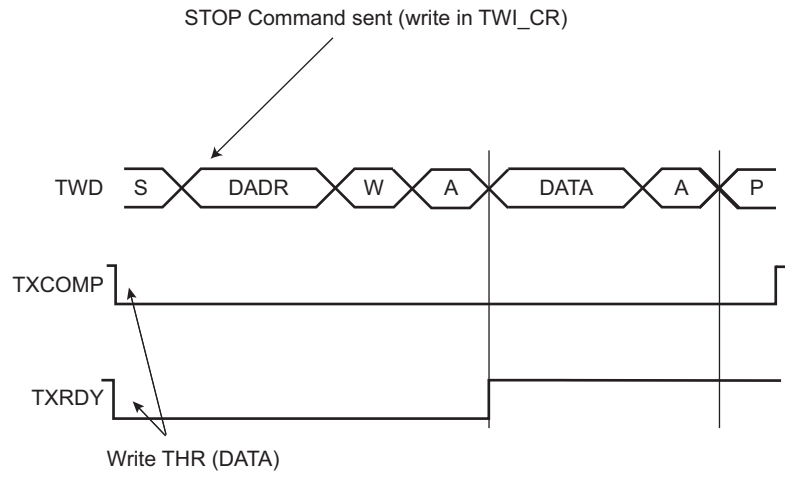 STOP Command sent (write in TWI_CR)
TWD S DADR W A DATA A P
TXCOMP
TXRDY
Write THR (DATA)